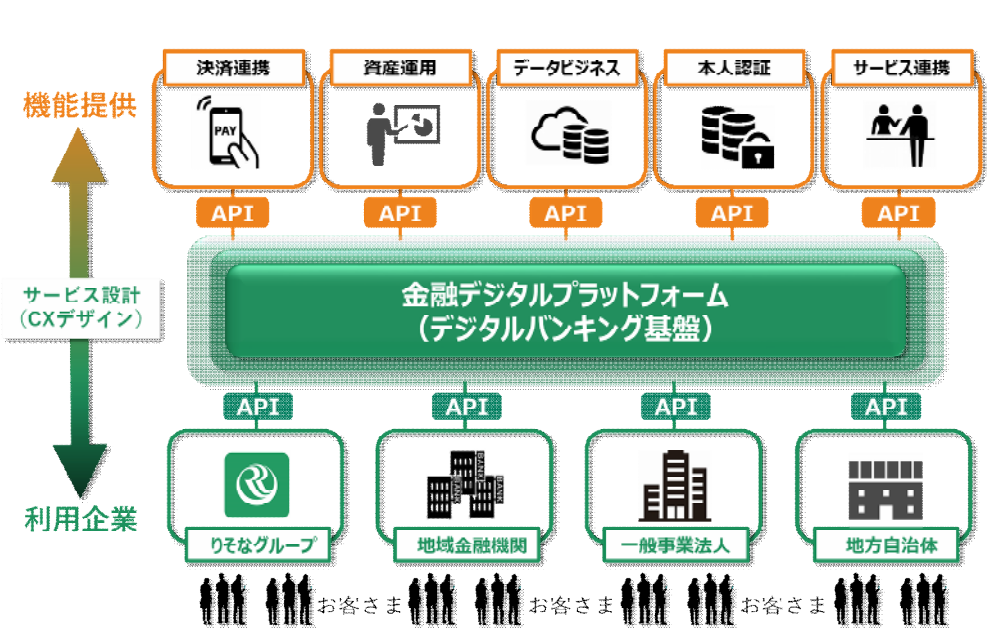 機能提供
決済連携
資産運用
データビジネス
本人認証
サービス連携
PAY
API
API
API
API
API
サービス設計
（CXデザイン）
金融デジタルプラットフォーム
（デジタルバンキング基盤）
API
API
API
API
利用企業
BANK
BANK
BANK
りそなグループ
地域金融機関
一般事業法人
地方自治体
お客さま
お客さま
お客さま